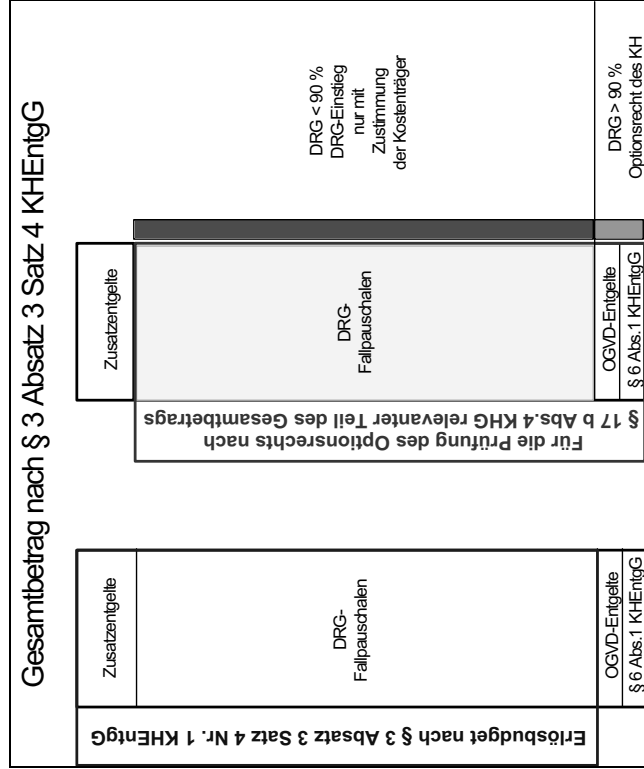 Gesamtbetrag nach § 3 Absatz 3 Satz 4 KHEntgG
Erlösbudget nach § 3 Absatz 3 Satz 4 Nr. 1 KHEntgG
Zusatzentgelte
DRG-
Fallpauschalen
OGVD-Entgelte
§ 6 Abs.1 KHEntgG
Für die Prüfung des Optionsrechts nach
§ 17 b Abs.4 KHG relevanter Teil des Gesamtbetrags
Zusatzentgelte
DRG-
Fallpauschalen
OGVD-Entgelte
§ 6 Abs.1 KHEntgG
DRG < 90 %
DRG-Einstieg
nur mit
Zustimmung
der Kostenträger
DRG > 90 %
Optionsrecht des KH